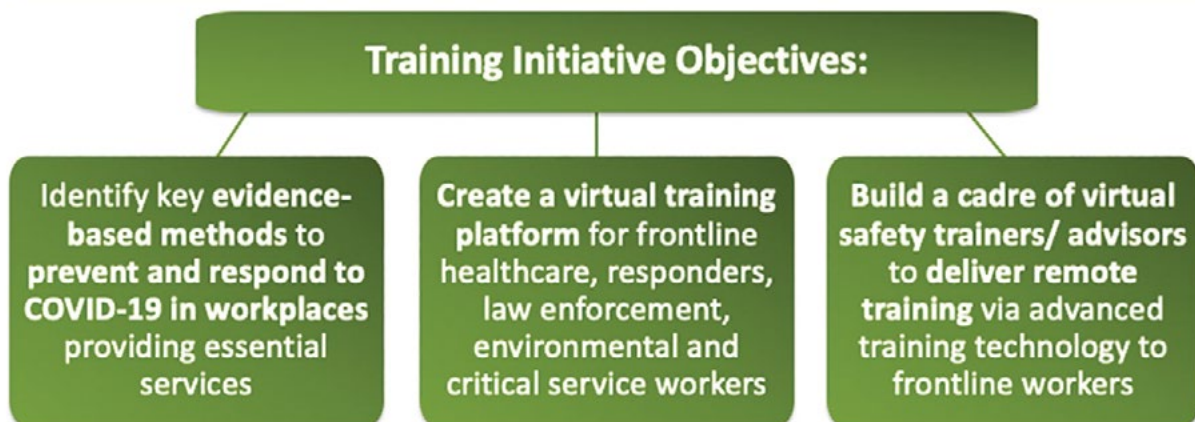 Training Initiative Objectives:
Identify key evidence-
based methods to
prevent and respond to
COVID-19 in workplaces
providing essential
services
Create a virtual training
platform for frontline
healthcare, responders,
law enforcement,
environmental and
critical service workers
Build a cadre of virtual
safety trainers/ advisors
to deliver remote
training via advanced
training technology to
frontline workers